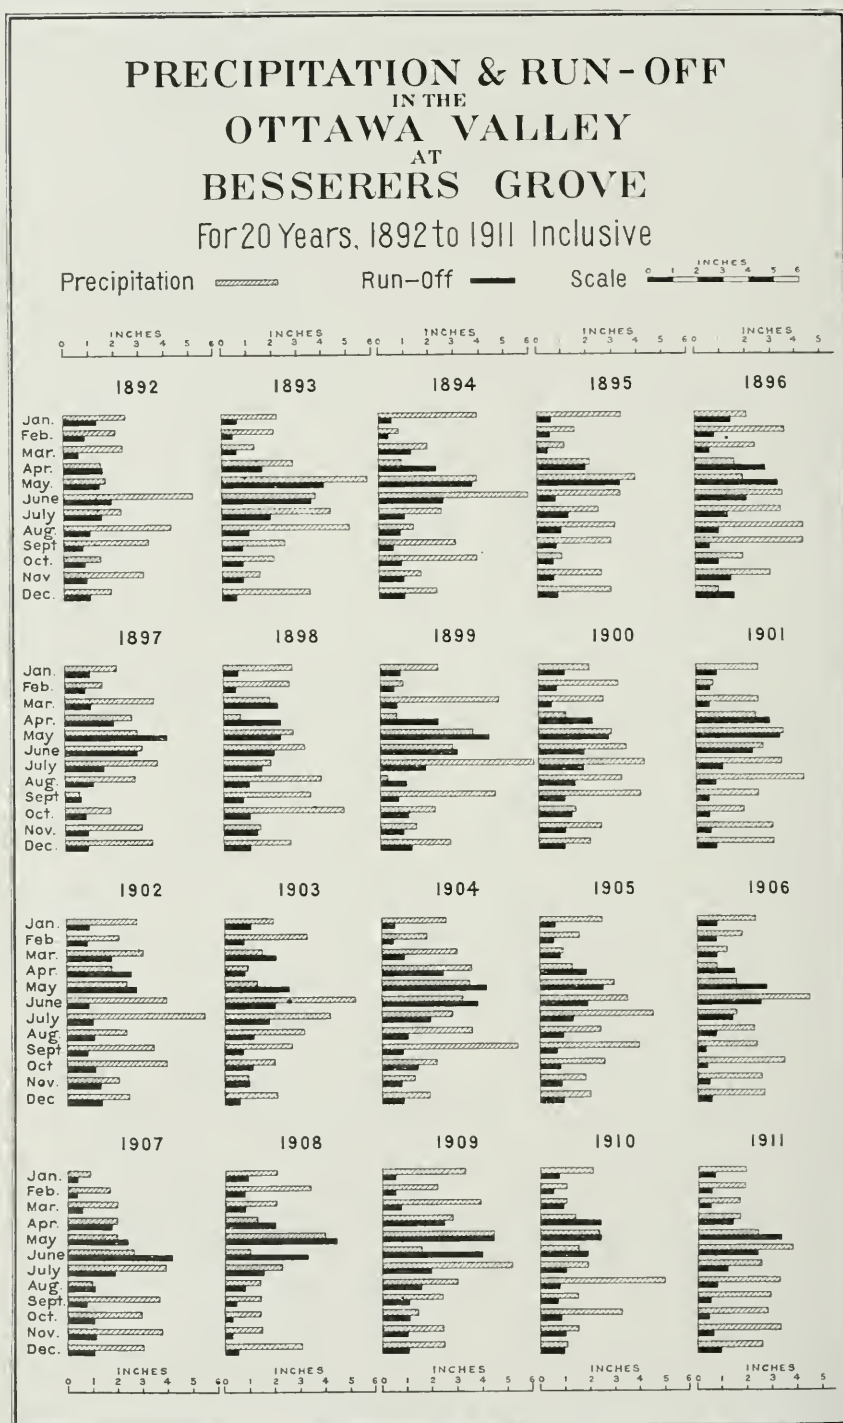 PRECIPITATION & RUN-OFF
IN THE
OTTAWA VALLEY
AT
BESSERERS GROVE
For 20 Years, 1892 to 1911 Inclusive
Precipitation Run-Off Scale INCHES 0 1 2 3 4 5 6
INCHES INCHES INCHES INCHES INCHES
0 1 2 3 4 5 6 0 1 2 3 4 5 6 0 1 2 3 4 5 6 0 1 2 3 4 5 6 0 1 2 3 4 5
1892 1893 1894 1895 1896
Jan.
Feb.
Mar.
Apr.
May.
June
July
Aug.
Sept
Oct.
Nov
Dec.
1897 1898 1899 1900 1901
Jan.
Feb.
Mar.
Apr.
May
June
July
Aug.
Sept
Oct.
Nov.
Dec.
1902 1903 1904 1905 1906
Jan.
Feb.
Mar.
Apr.
May
June
July
Aug.
Sept
Oct
Nov.
Dec
1907 1908 1909 1910 1911
Jan.
Feb.
Mar.
Apr.
May
June
July
Aug.
Sept.
Oct.
Nov.
Dec.
INCHES INCHES INCHES INCHES INCHES
0 1 2 3 4 5 6 0 1 2 3 4 5 6 0 1 2 3 4 5 6 0 1 2 3 4 5 6 0 1 2 3 4 5